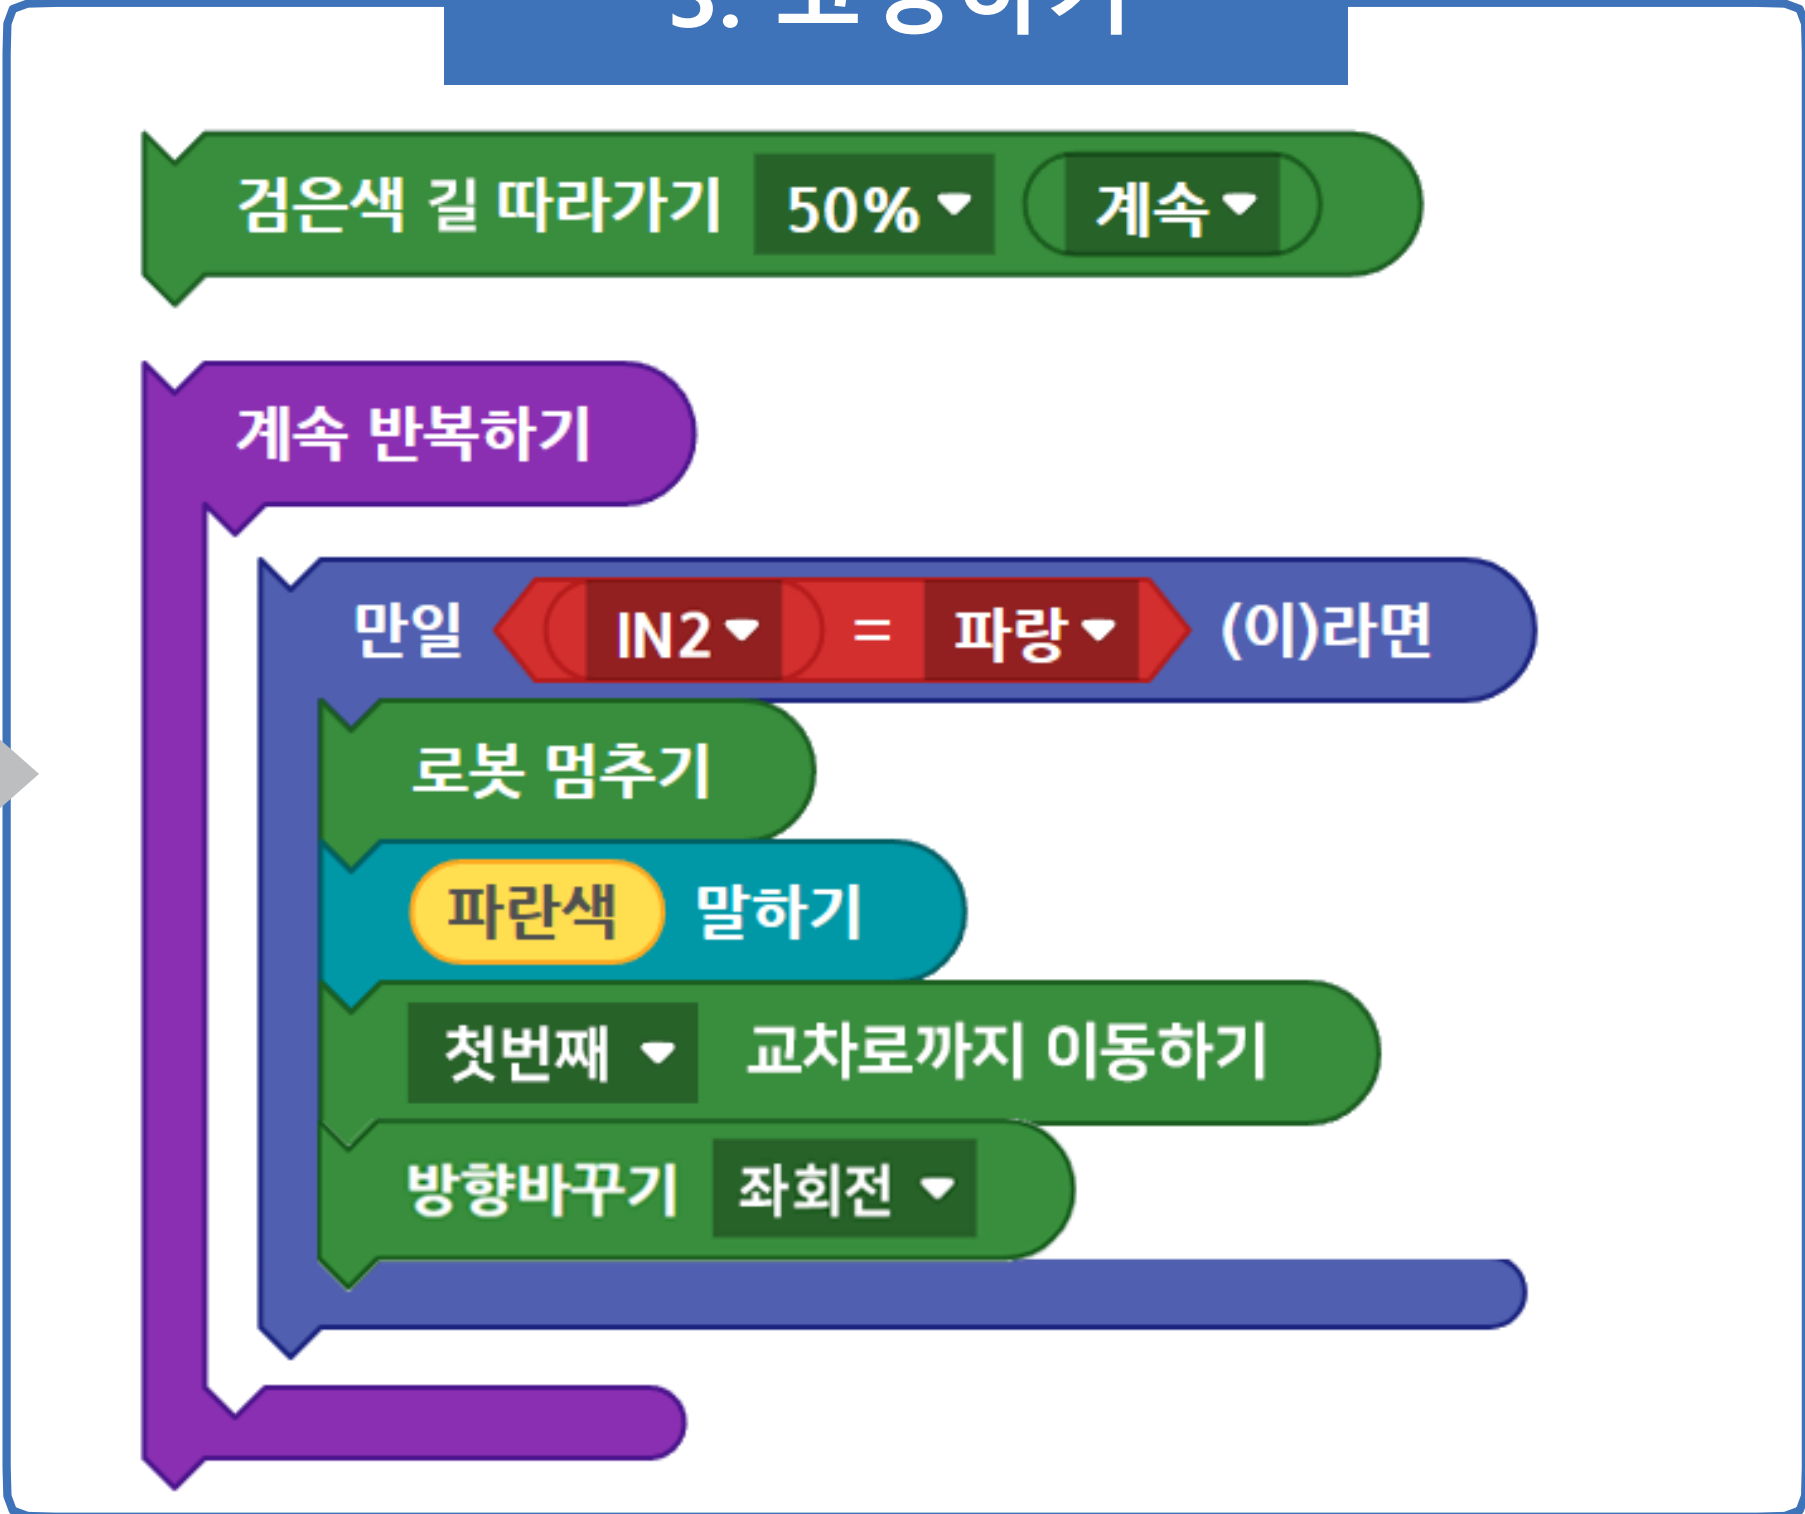 검은색 길 따라가기 50% 계속
계속 반복하기
만일 IN2 = 파랑 (이)라면
로봇 멈추기
파란색 말하기
첫번째 교차로까지 이동하기
방향바꾸기 좌회전